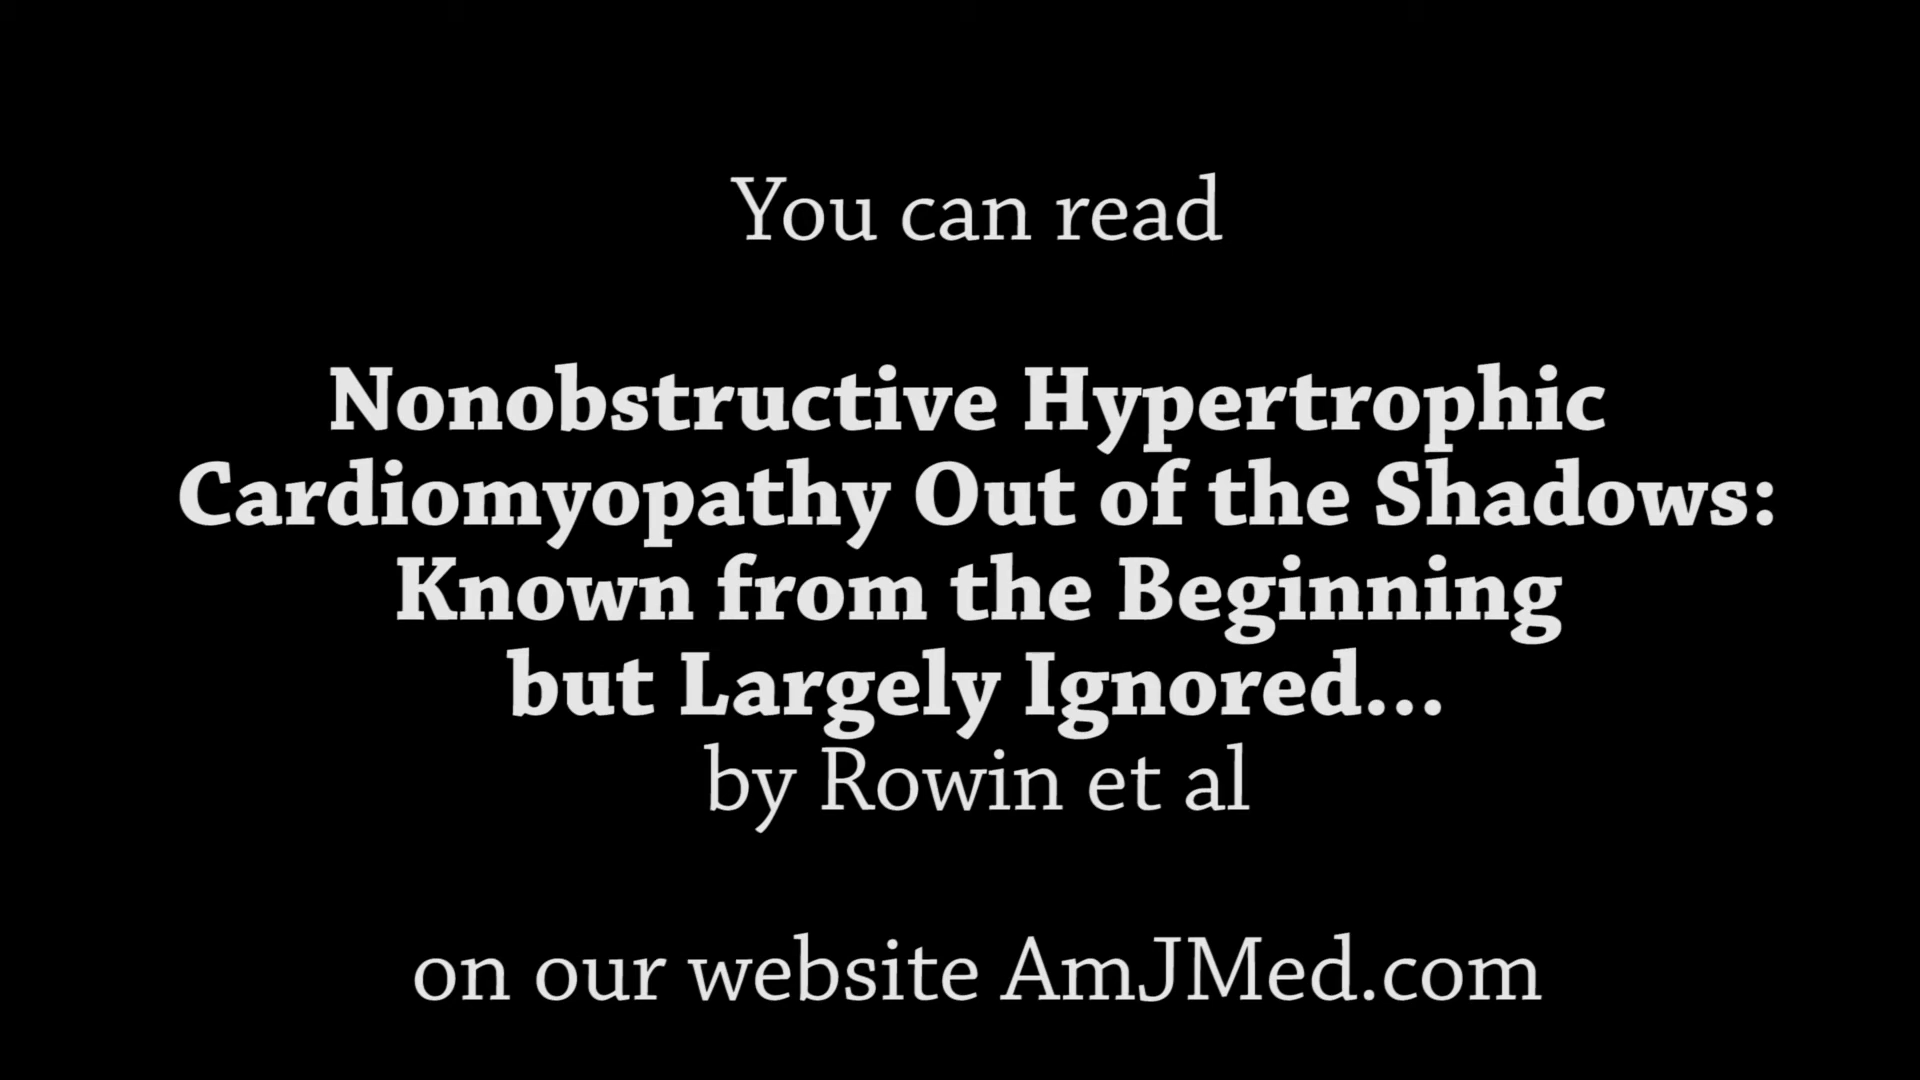 You can read
Nonobstructive Hypertrophic
Cardiomyopathy Out of the Shadows:
Known from the Beginning
but Largely Ignored...
by Rowin et al
on our website AmJMed.com